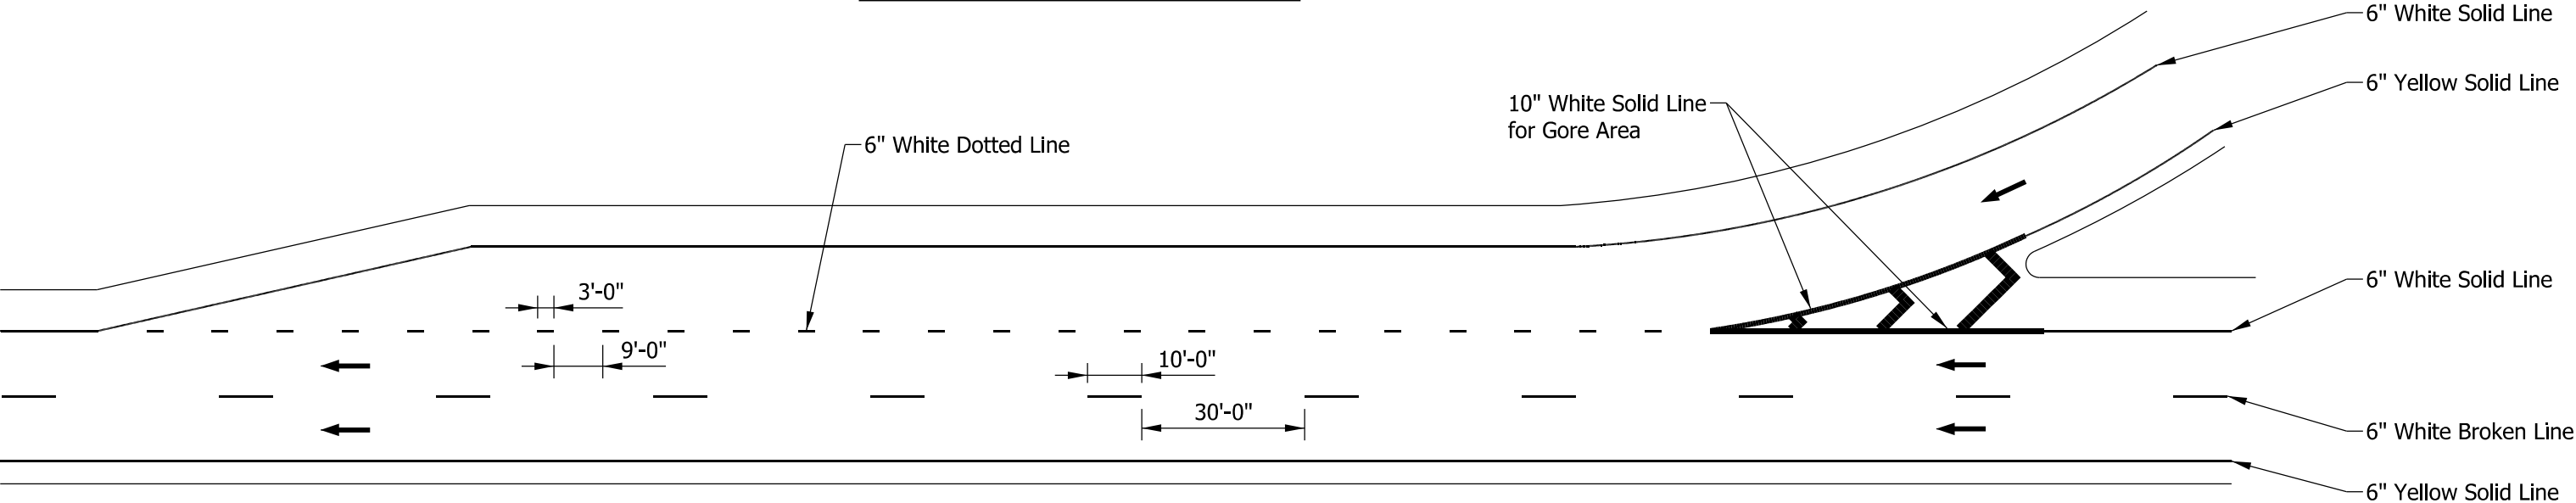 6" White Solid Line
6" Yellow Solid Line
10" White Solid Line
for Gore Area
6" White Dotted Line
6" White Solid Line
3'-0"
9'-0"
10'-0"
30'-0"
6" White Broken Line
6" Yellow Solid Line